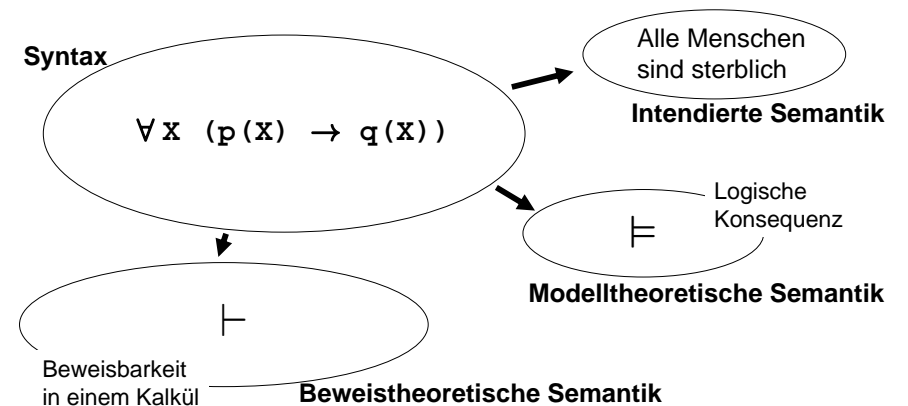 Syntax
∀X (p(X) → q(X))
Alle Menschen
sind sterblich
Intendierte Semantik
Logische
Konsequenz
⊨
Modelltheoretische Semantik
⊢
Beweisbarkeit
in einem Kalkül
Beweistheoretische Semantik